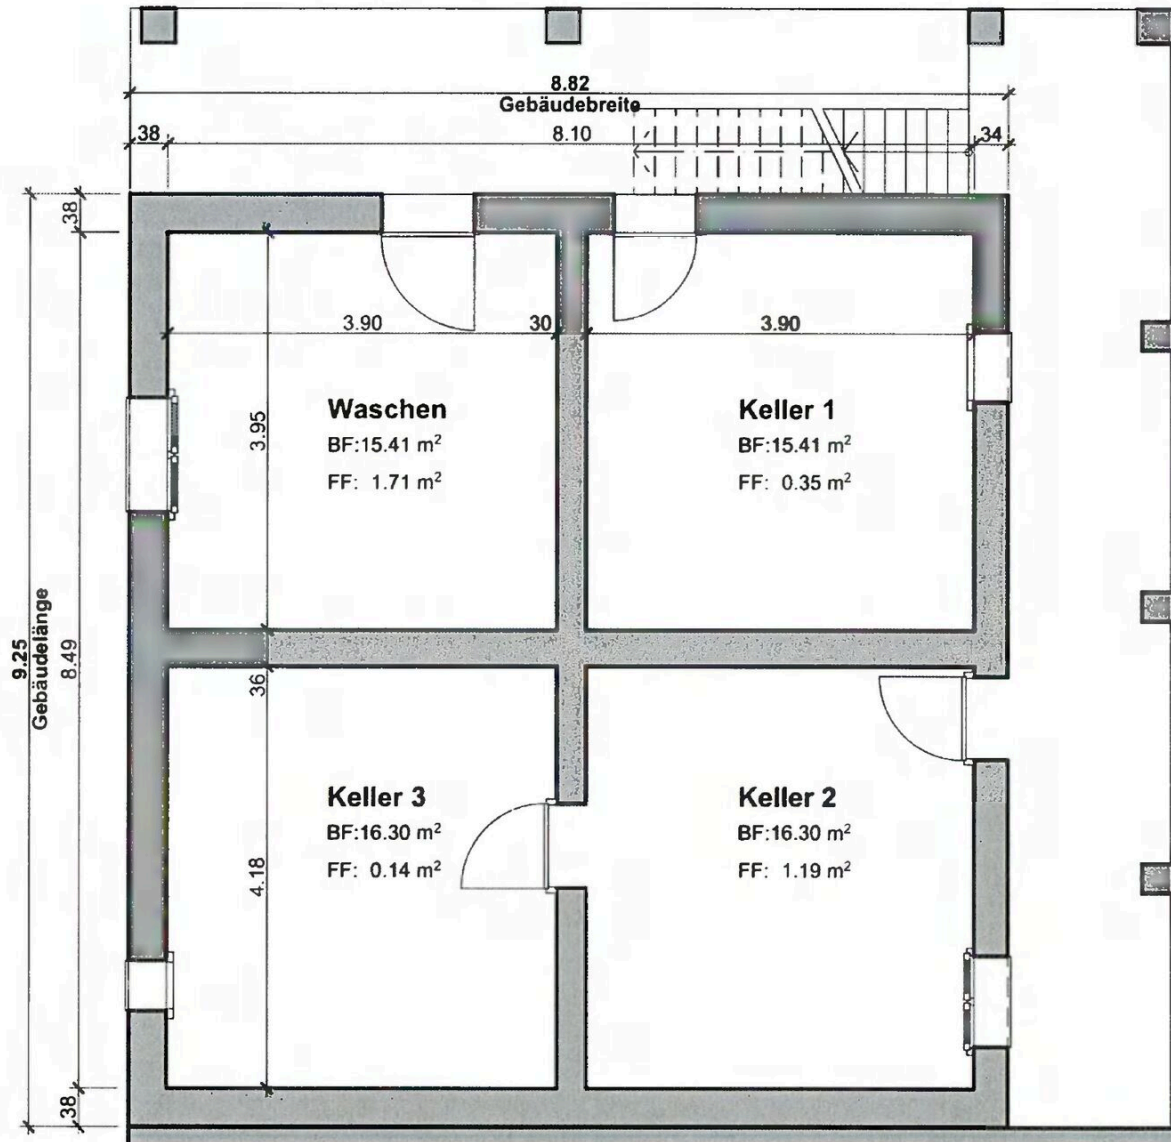 8.82
Gebäudebreite
38
8.10
34
38
3.90
30
3.90
Waschen
BF:15.41 m²
FF: 1.71 m²
3.95
Keller 1
BF:15.41 m²
FF: 0.35 m²
9.25
Gebäudelänge
8.49
36
Keller 3
BF:16.30 m²
FF: 0.14 m²
4.18
Keller 2
BF:16.30 m²
FF: 1.19 m²
38